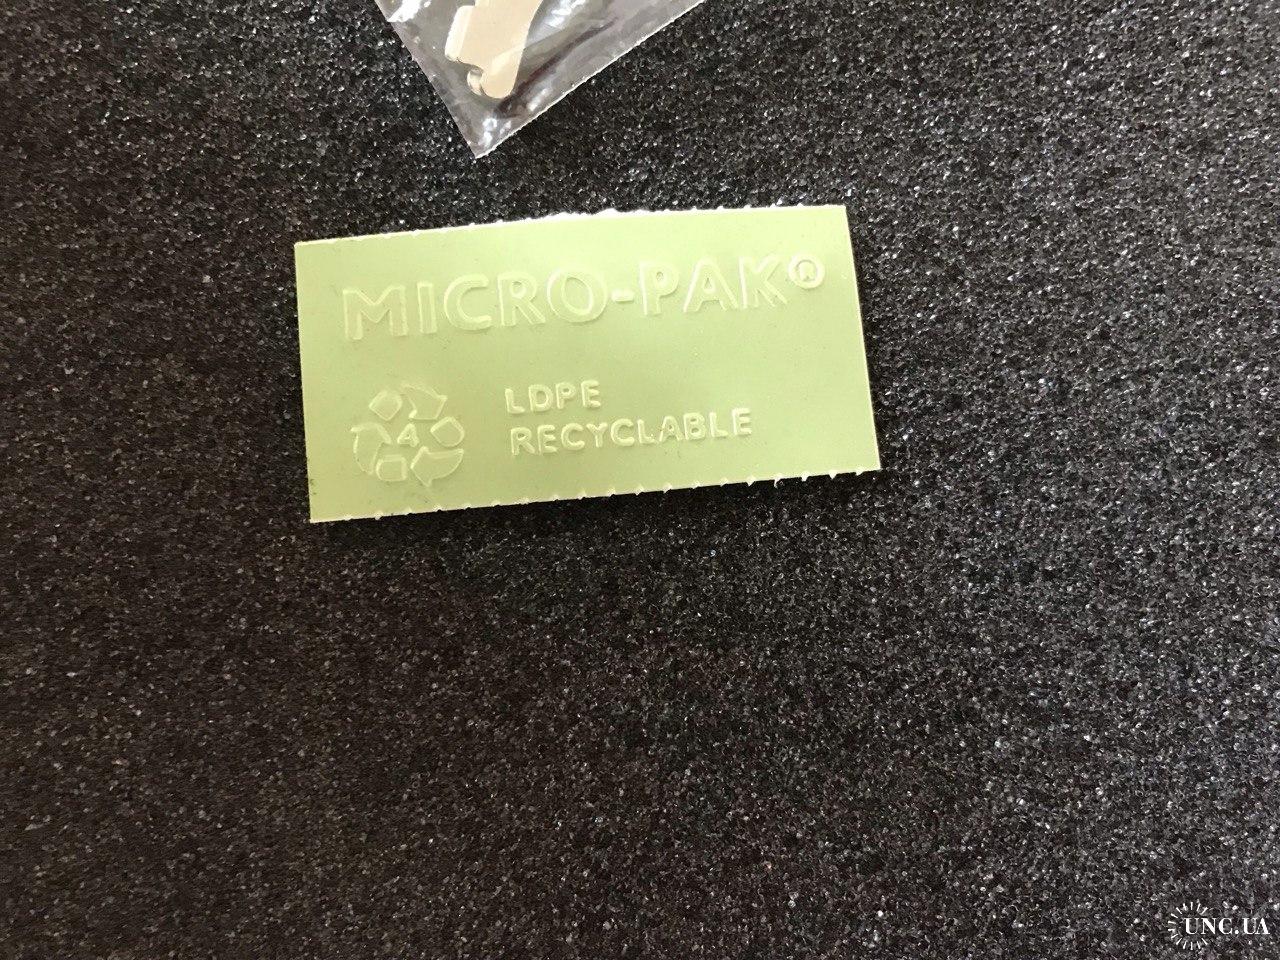 MICRO-PAK®
4
LDPE
RECYCLABLE
UNC.UA